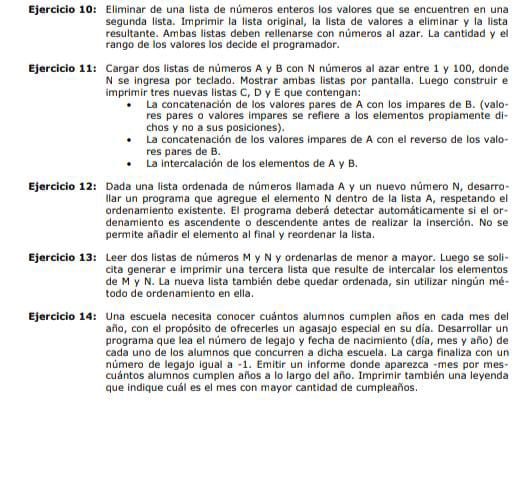 Ejercicio 10: Eliminar de una lista de números enteros los valores que se encuentren en una
segunda lista. Imprimir la lista original, la lista de valores a eliminar y la lista
resultante. Ambas listas deben rellenarse con números al azar. La cantidad y el
rango de los valores los decide el programador.
Ejercicio 11: Cargar dos listas de números A y B con N números al azar entre 1 y 100, donde
N se ingresa por teclado. Mostrar ambas listas por pantalla. Luego construir e
imprimir tres nuevas listas C, D y E que contengan:
• La concatenación de los valores pares de A con los impares de B. (valo-
res pares o valores impares se refiere a los elementos propiamente di-
chos y no a sus posiciones).
• La concatenación de los valores impares de A con el reverso de los valo-
res pares de B.
• La intercalación de los elementos de A y B.
Ejercicio 12: Dada una lista ordenada de números llamada A y un nuevo número N, desarro-
llar un programa que agregue el elemento N dentro de la lista A, respetando el
ordenamiento existente. El programa deberá detectar automáticamente si el or-
denamiento es ascendente o descendente antes de realizar la inserción. No se
permite añadir el elemento al final y reordenar la lista.
Ejercicio 13: Leer dos listas de números M y N y ordenarlas de menor a mayor. Luego se soli-
cita generar e imprimir una tercera lista que resulte de intercalar los elementos
de M y N. La nueva lista también debe quedar ordenada, sin utilizar ningún mé-
todo de ordenamiento en ella.
Ejercicio 14: Una escuela necesita conocer cuántos alumnos cumplen años en cada mes del
año, con el propósito de ofrecerles un agasajo especial en su día. Desarrollar un
programa que lea el número de legajo y fecha de nacimiento (día, mes y año) de
cada uno de los alumnos que concurren a dicha escuela. La carga finaliza con un
número de legajo igual a -1. Emitir un informe donde aparezca -mes por mes-
cuántos alumnos cumplen años a lo largo del año. Imprimir también una leyenda
que indique cuál es el mes con mayor cantidad de cumpleaños.